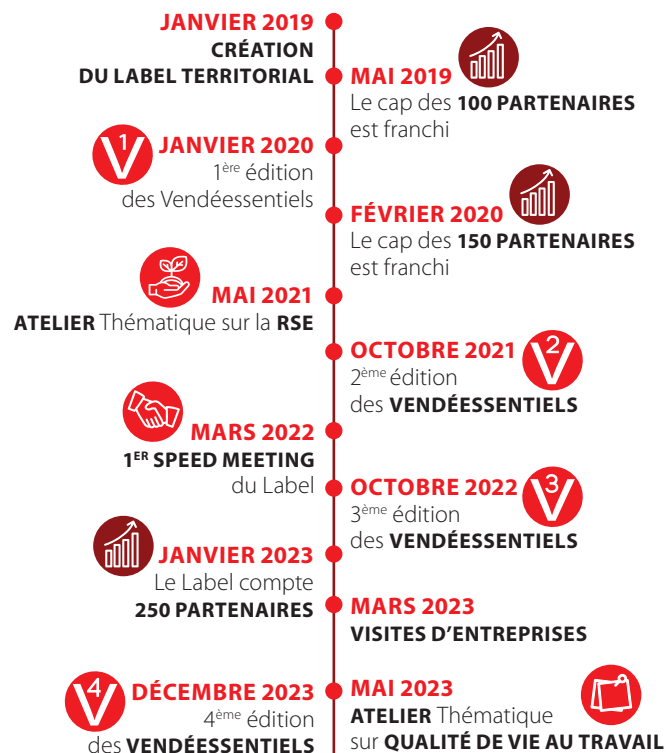 JANVIER 2019
CRÉATION
DU LABEL TERRITORIAL
MAI 2019
Le cap des 100 PARTENAIRES
est franchi
1
V
JANVIER 2020
1ère édition
des Vendéessentiels
FÉVRIER 2020
Le cap des 150 PARTENAIRES
est franchi
MAI 2021
ATELIER Thématique sur la RSE
OCTOBRE 2021
2ème édition
des VENDÉESSENTIELS
2
V
MARS 2022
1ER SPEED MEETING
du Label
OCTOBRE 2022
3ème édition
des VENDÉESSENTIELS
3
V
JANVIER 2023
Le Label compte
250 PARTENAIRES
MARS 2023
VISITES D'ENTREPRISES
MAI 2023
ATELIER Thématique
sur QUALITÉ DE VIE AU TRAVAIL
4
V
DÉCEMBRE 2023
4ème édition
des VENDÉESSENTIELS